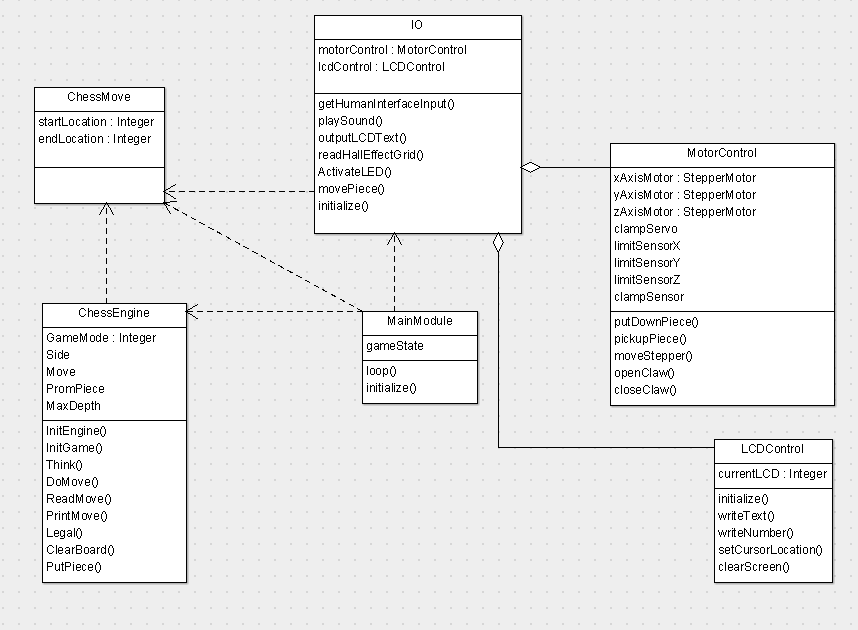 IO
motorControl : MotorControl
lcdControl : LCDControl
getHumanInterfaceInput()
playSound()
outputLCDText()
readHallEffectGrid()
ActivateLED()
movePiece()
initialize()
ChessMove
startLocation : Integer
endLocation : Integer
MotorControl
xAxisMotor : StepperMotor
yAxisMotor : StepperMotor
zAxisMotor : StepperMotor
clampServo
limitSensorX
limitSensorY
limitSensorZ
clampSensor
putDownPiece()
pickupPiece()
moveStepper()
openClaw()
closeClaw()
ChessEngine
GameMode : Integer
Side
Move
PromPiece
MaxDepth
InitEngine()
InitGame()
Think()
DoMove()
ReadMove()
PrintMove()
Legal()
ClearBoard()
PutPiece()
MainModule
gameState
loop()
initialize()
LCDControl
currentLCD : Integer
initialize()
writeText()
writeNumber()
setCursorLocation()
clearScreen()